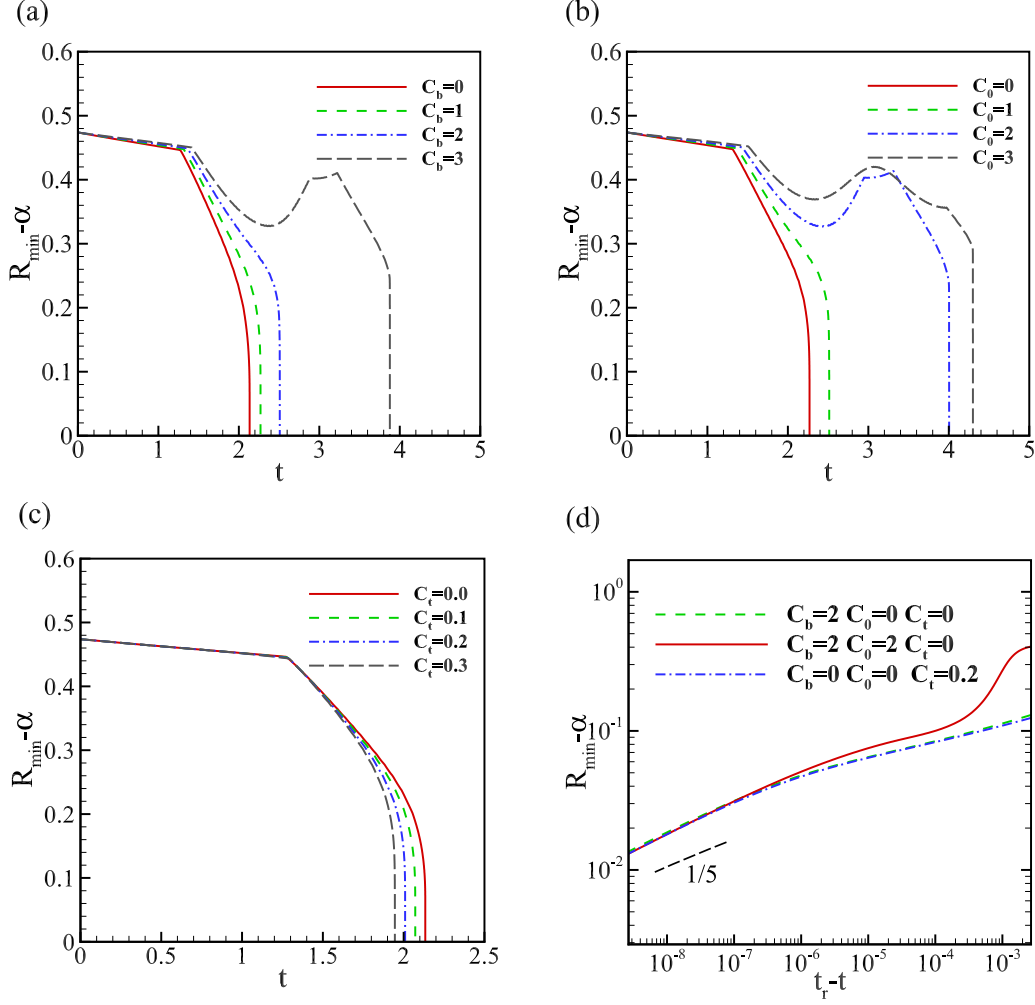 (a)
R_min-α
0.6
0.5
0.4
0.3
0.2
0.1
0
C_b=0
C_b=1
C_b=2
C_b=3
0 1 2 3 4 5
t
(b)
R_min-α
0.6
0.5
0.4
0.3
0.2
0.1
0
C_0=0
C_0=1
C_0=2
C_0=3
0 1 2 3 4 5
t
(c)
R_min-α
0.6
0.5
0.4
0.3
0.2
0.1
0
C_t=0.0
C_t=0.1
C_t=0.2
C_t=0.3
0 0.5 1 1.5 2 2.5
t
(d)
R_min-α
10^0
10^-1
10^-2
C_b=2 C_0=0 C_t=0
C_b=2 C_0=2 C_t=0
C_b=0 C_0=0 C_t=0.2
1/5
10^-8 10^-7 10^-6 10^-5 10^-4 10^-3
t_r-t